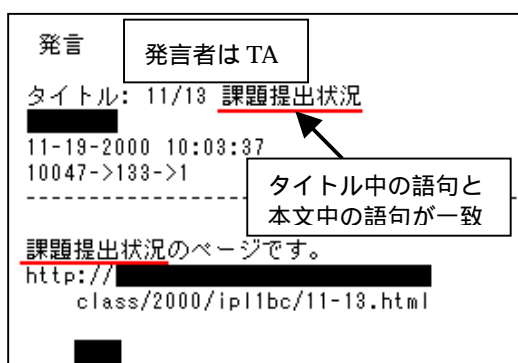 発言
発言者は TA
タイトル: 11/13 課題提出状況
11-19-2000 10:03:37
10047->133->1
タイトル中の語句と
本文中の語句が一致
課題提出状況のページです。
http://
class/2000/ipl1bc/11-13.html